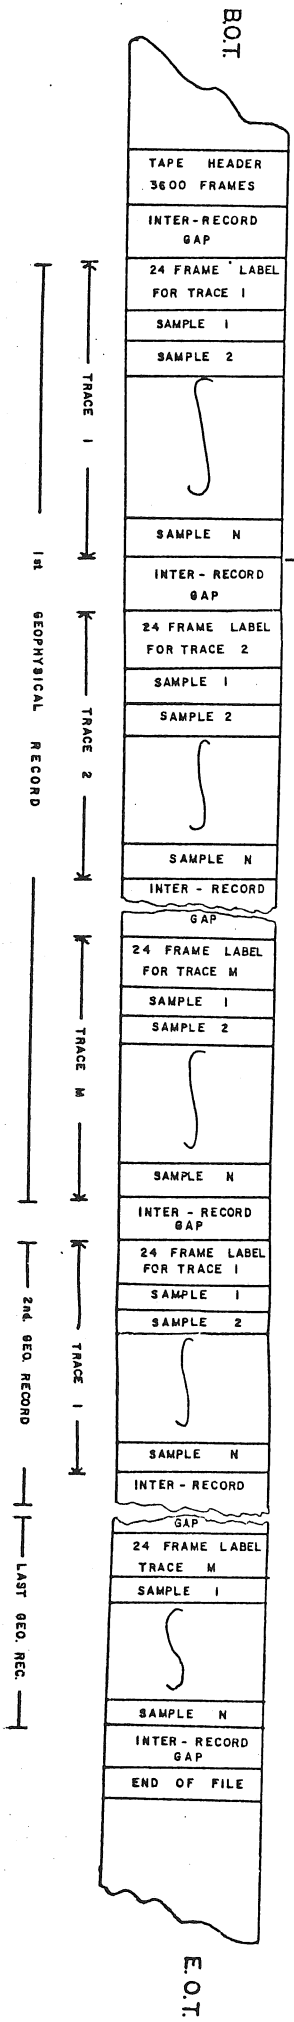 B.O.T.
TAPE HEADER
3600 FRAMES
INTER-RECORD
GAP
24 FRAME LABEL
FOR TRACE 1
SAMPLE 1
SAMPLE 2
SAMPLE N
INTER - RECORD
GAP
24 FRAME LABEL
FOR TRACE 2
SAMPLE 1
SAMPLE 2
SAMPLE N
INTER - RECORD
GAP
24 FRAME LABEL
FOR TRACE M
SAMPLE 1
SAMPLE 2
SAMPLE N
INTER - RECORD
GAP
24 FRAME LABEL
FOR TRACE 1
SAMPLE 1
SAMPLE 2
SAMPLE N
INTER - RECORD
GAP
24 FRAME LABEL
TRACE M
SAMPLE 1
SAMPLE N
INTER - RECORD
GAP
END OF FILE
E.O.T.
TRACE 1
TRACE 2
TRACE M
TRACE 1
1st GEOPHYSICAL RECORD
2nd. GEO. RECORD
LAST GEO. REC.